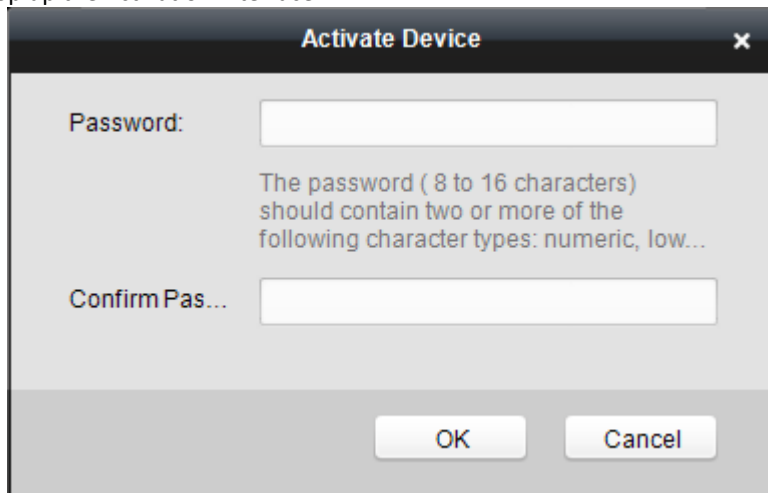 Activate Device
Password:
The password ( 8 to 16 characters)
should contain two or more of the
following character types: numeric, low...
Confirm Pas...
OK
Cancel